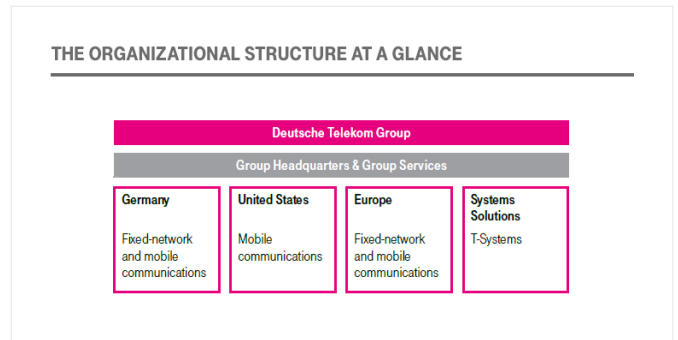 THE ORGANIZATIONAL STRUCTURE AT A GLANCE
Deutsche Telekom Group
Group Headquarters & Group Services
Germany
Fixed-network
and mobile
communications
United States
Mobile
communications
Europe
Fixed-network
and mobile
communications
Systems
Solutions
T-Systems